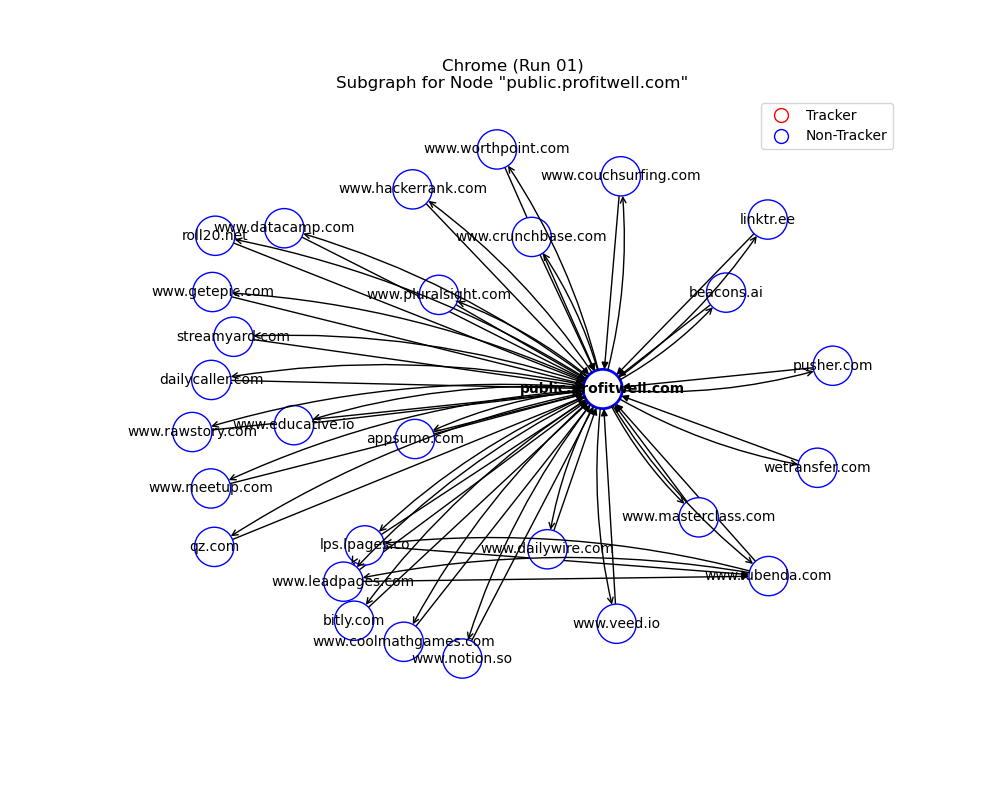 Chrome (Run 01)
Subgraph for Node "public.profitwell.com"
Tracker
Non-Tracker
www.worthpoint.com
www.couchsurfing.com
www.hackerrank.com
linktr.ee
www.datacamp.com
roll20.net
www.crunchbase.com
www.getepic.com
www.pluralsight.com
beacons.ai
streamyard.com
pusher.com
dailycaller.com
public.profitwell.com
www.rawstory.com
www.educative.io
appsumo.com
wetransfer.com
www.meetup.com
www.masterclass.com
qz.com
lps.lpages.co
www.dailywire.com
www.leadpages.com
bitly.com
www.veed.io
www.coolmathgames.com
www.notion.so